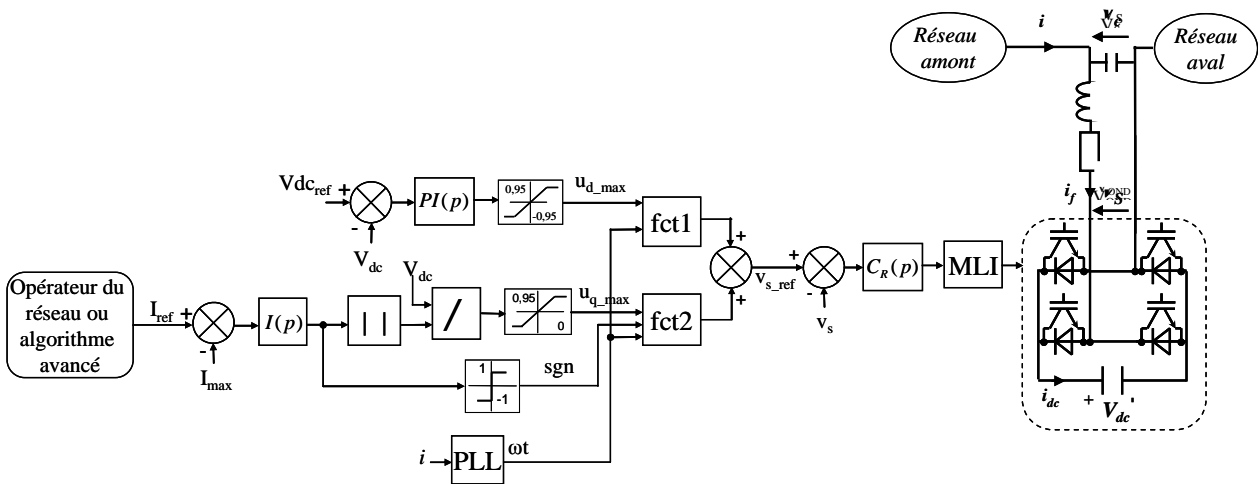 Réseau
amont
i
Réseau
aval
i_f
Vdc_ref
+
-
V_dc
PI(p)
0,95
-0,95
u_d_max
fct1
+
+
v_s_ref
+
-
v_s
C_R(p)
MLI
Opérateur du
réseau ou
algorithme
avancé
I_ref
+
-
I_max
I(p)
| |
V_dc
/
0,95
0
u_q_max
fct2
1
-1
sgn
i
PLL
ωt
i_dc
+
V_dc